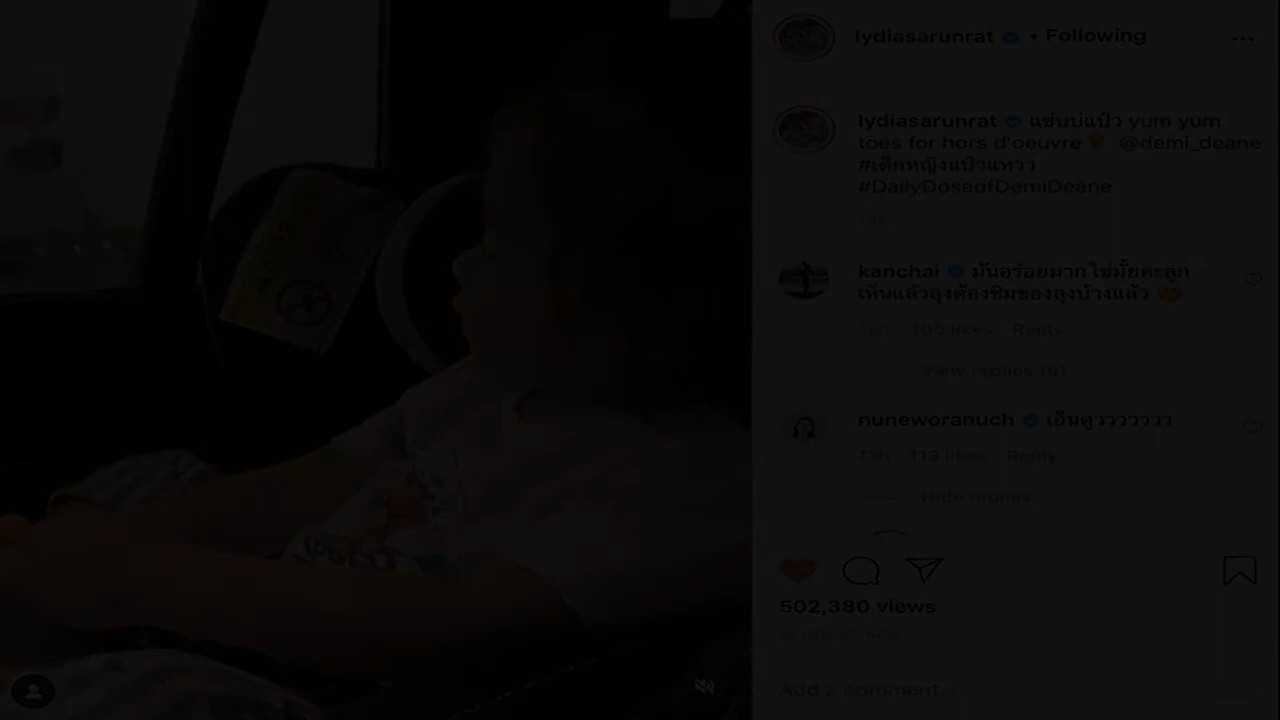 lydiasarunrat • Following
lydiasarunrat แซ่บบ่แป้ว yum yum
toes for hors d'oeuvre @demi_deane
#เด็กหญิงแป้วแหวว
#DailyDoseofDemiDeane
13h
kanchai มันอร่อยมาก ใช่มั้ยคะลูก
เห็นแล้วลุงต้องชิมของลุงบ้างแล้ว
12h 305 likes Reply
View replies (9)
nuneworanuch เอ็นดูววววววว
13h 113 likes Reply
Hide replies
502,380 views
Add a comment...